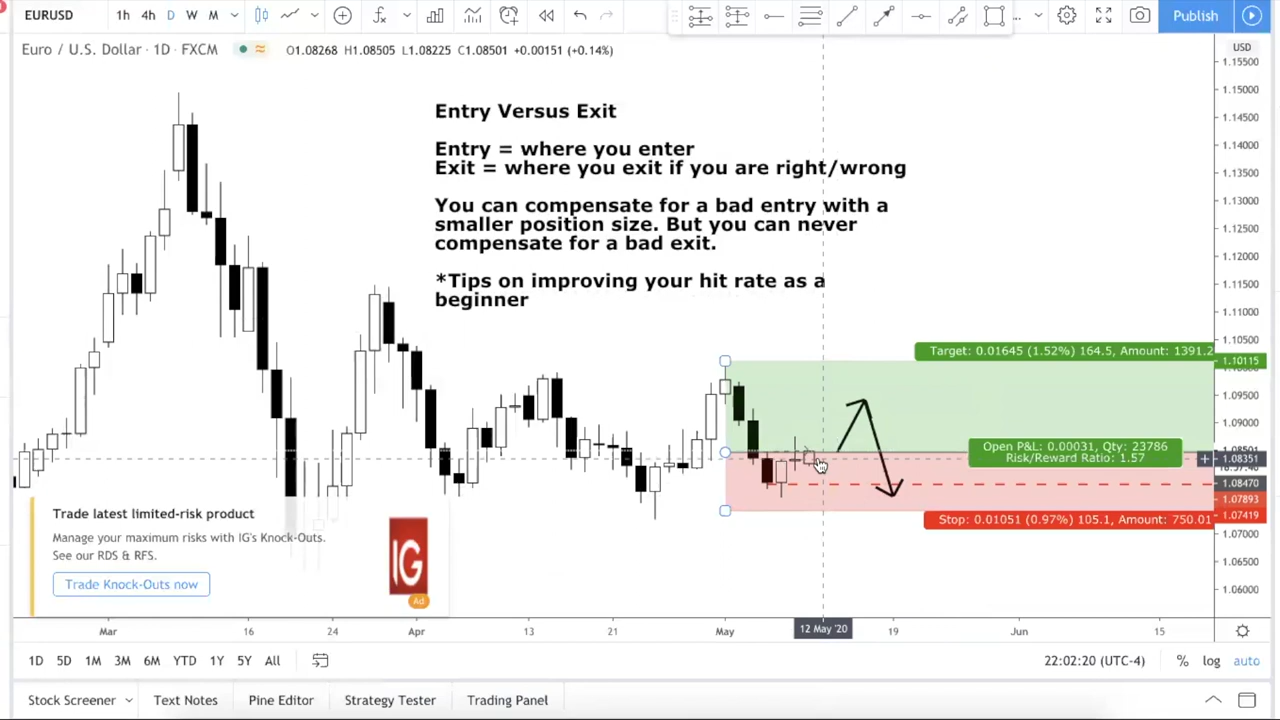 EURUSD
1h 4h D W M
Publish
Euro / U.S. Dollar · 1D · FXCM
O1.08268 H1.08505 L1.08225 C1.08501 +0.00151 (+0.14%)
USD
1.15500
1.15000
1.14500
1.14000
1.13500
1.13000
1.12500
1.12000
1.11500
1.11000
1.10500
1.10115
1.09500
1.09000
1.08351
1.08470
1.07893
1.07419
1.07000
1.06500
1.06000
Entry Versus Exit
Entry = where you enter
Exit = where you exit if you are right/wrong
You can compensate for a bad entry with a
smaller position size. But you can never
compensate for a bad exit.
*Tips on improving your hit rate as a
beginner
Target: 0.01645 (1.52%) 164.5, Amount: 1391.2
Open P&L: 0.00031, Qty: 23786
Risk/Reward Ratio: 1.57
Stop: 0.01051 (0.97%) 105.1, Amount: 750.01
Trade latest limited-risk product
Manage your maximum risks with IG's Knock-Outs.
See our RDS & RFS.
Trade Knock-Outs now
IG
Ad
Mar 16 24 Apr 13 21 May 12 May '20 19 Jun 15
1D 5D 1M 3M 6M YTD 1Y 5Y All
22:02:20 (UTC-4) % log auto
Stock Screener Text Notes Pine Editor Strategy Tester Trading Panel